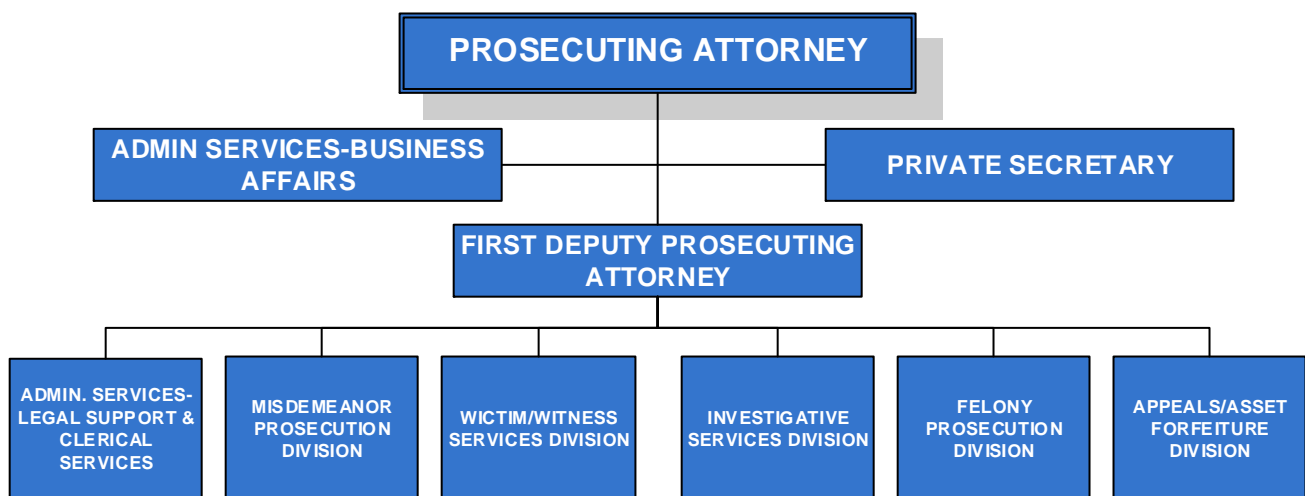 PROSECUTING ATTORNEY
ADMIN SERVICES-BUSINESS
AFFAIRS
PRIVATE SECRETARY
FIRST DEPUTY PROSECUTING
ATTORNEY
ADMIN. SERVICES-
LEGAL SUPPORT &
CLERICAL
SERVICES
MISDEMEANOR
PROSECUTION
DIVISION
WICTIM/WITNESS
SERVICES DIVISION
INVESTIGATIVE
SERVICES DIVISION
FELONY
PROSECUTION
DIVISION
APPEALS/ASSET
FORFEITURE
DIVISION